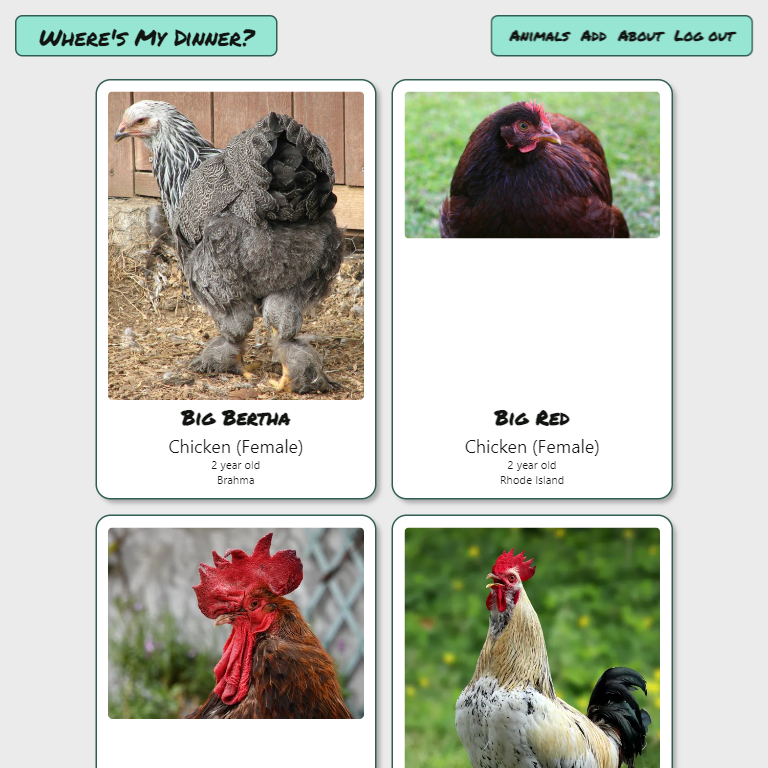 Where's My Dinner?
Animals Add About Log out
Big Bertha
Chicken (Female)
2 year old
Brahma
Big Red
Chicken (Female)
2 year old
Rhode Island